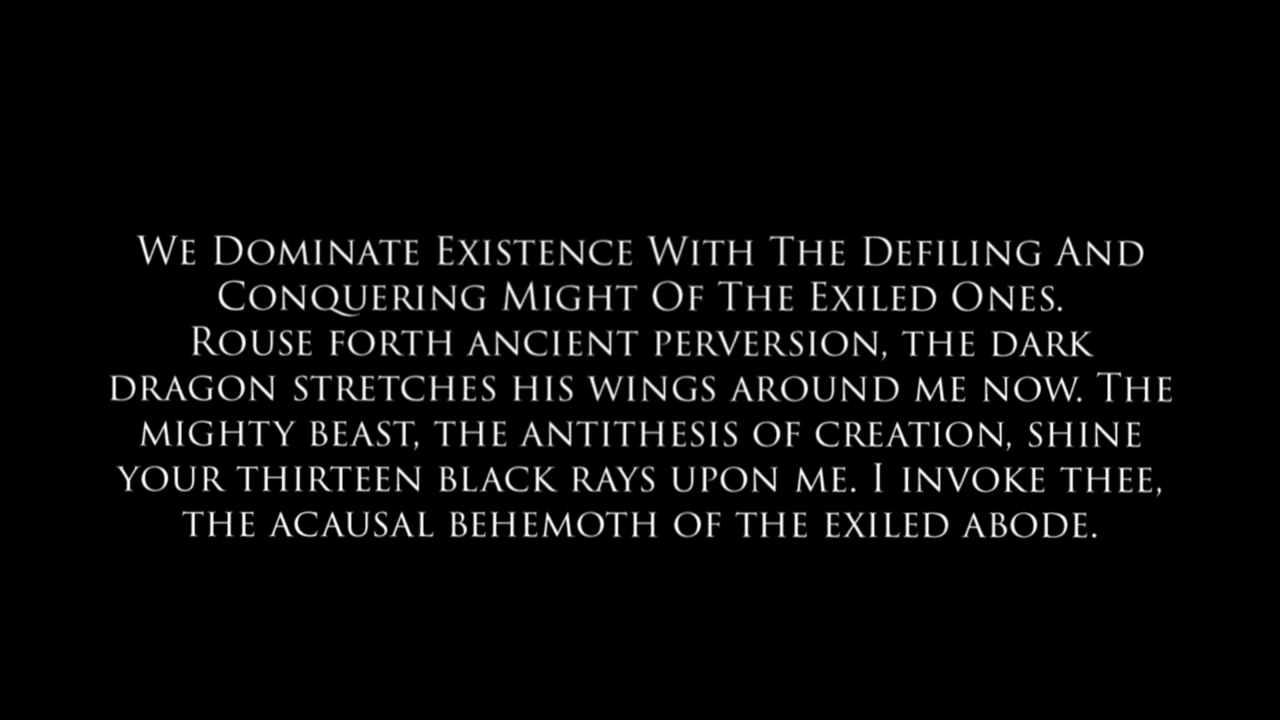 We Dominate Existence With The Defiling And
Conquering Might Of The Exiled Ones.
Rouse forth ancient perversion, the dark
dragon stretches his wings around me now. The
mighty beast, the antithesis of creation, shine
your thirteen black rays upon me. I invoke thee,
the acausal behemoth of the exiled abode.